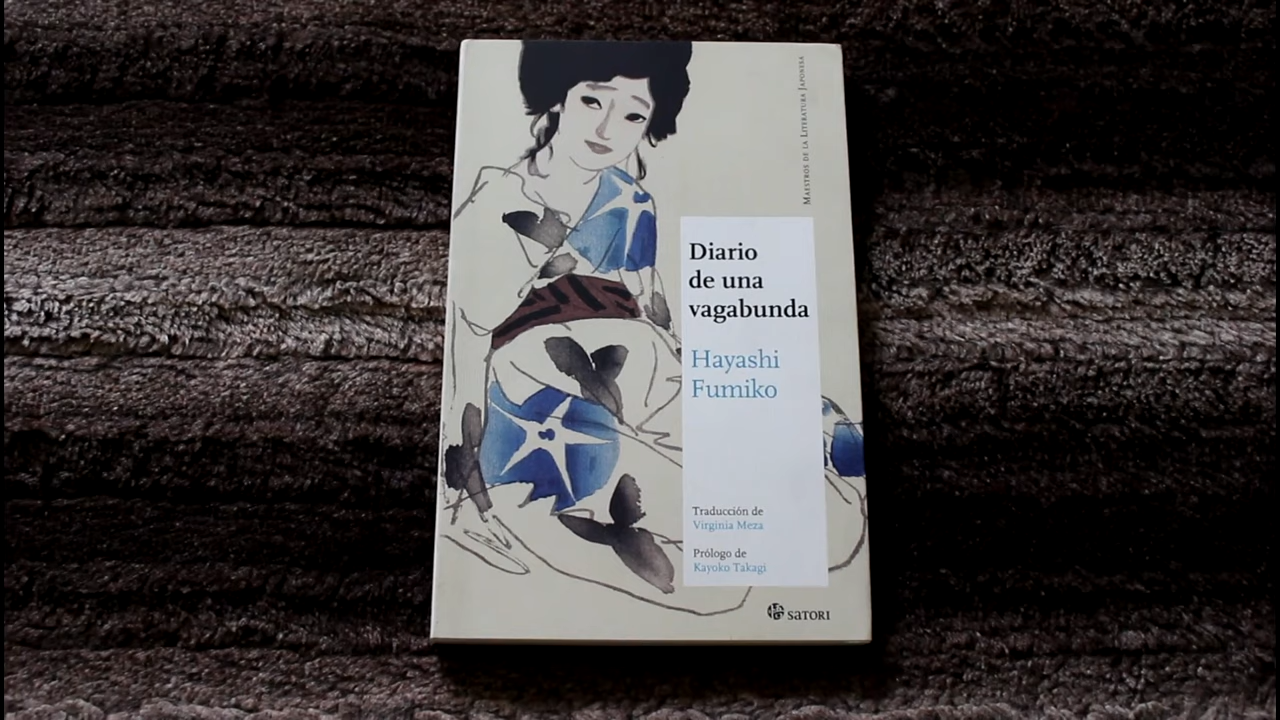 Maestros de la Literatura Japonesa
Diario
de una
vagabunda
Hayashi
Fumiko
Traducción de
Virginia Meza
Prólogo de
Kayoko Takagi
SATORI